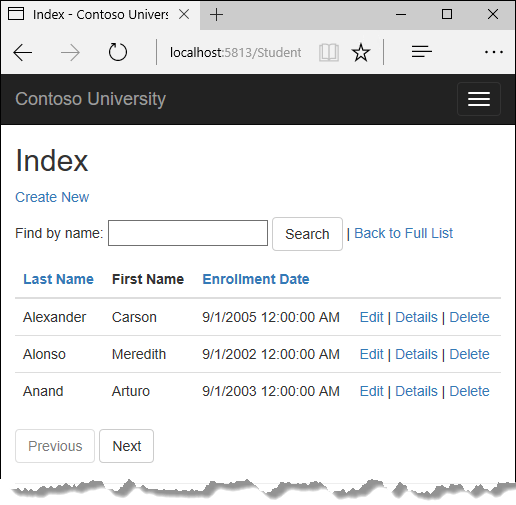 Index - Contoso Univers
localhost:5813/Student
Contoso University
Index
Create New
Find by name: Search | Back to Full List
Last Name First Name Enrollment Date
Alexander Carson 9/1/2005 12:00:00 AM Edit | Details | Delete
Alonso Meredith 9/1/2002 12:00:00 AM Edit | Details | Delete
Anand Arturo 9/1/2003 12:00:00 AM Edit | Details | Delete
Previous Next